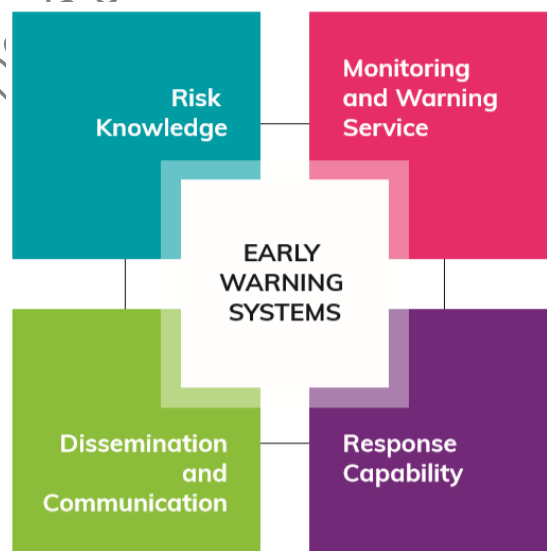 Risk
Knowledge
Monitoring
and Warning
Service
EARLY
WARNING
SYSTEMS
Dissemination
and
Communication
Response
Capability